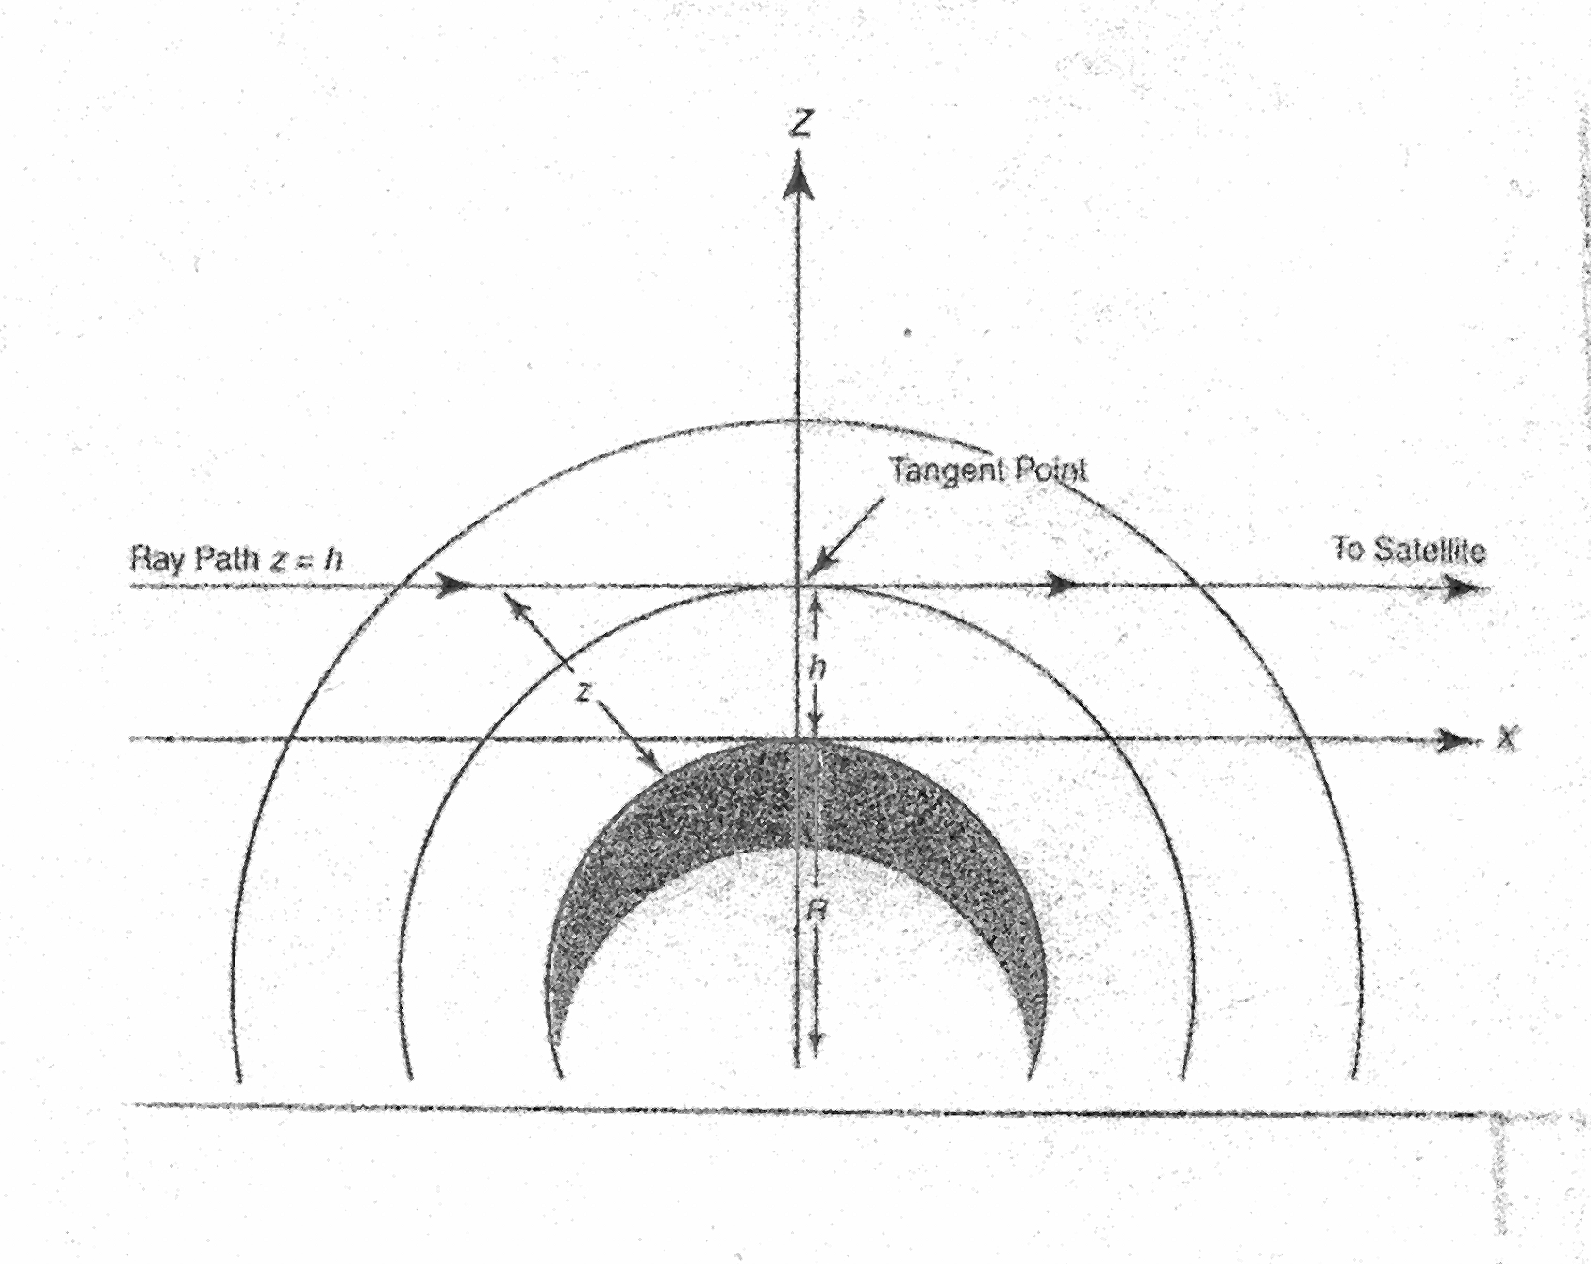 Z
Tangent Point
Ray Path z = h
To Satellite
h
z
X
R